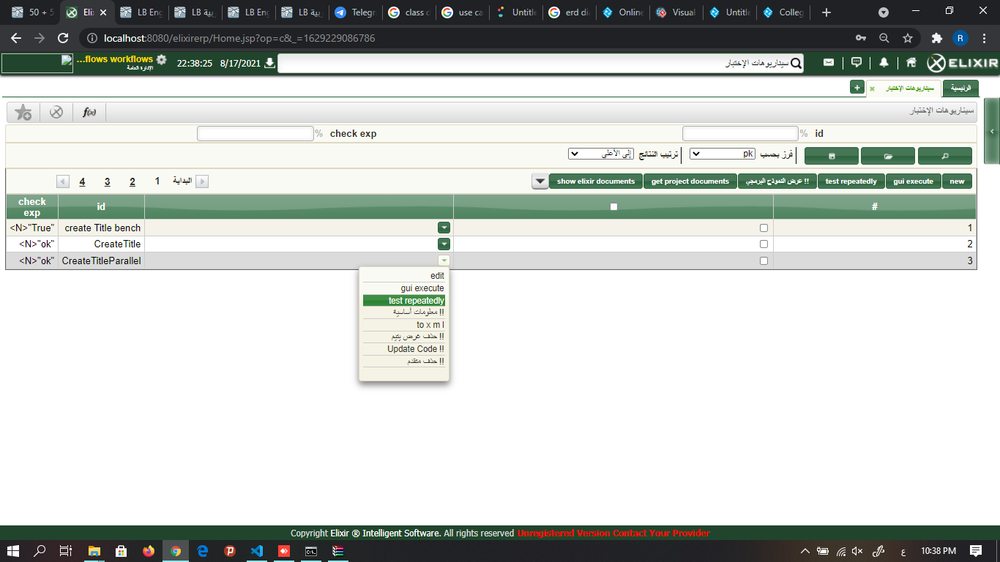 50 + 5
Eli
LB Eng
LB ربية
LB Eng
LB ربية
Telegr
class c
use ca
Untitle
erd dia
Online
Visual
Untitle
Colleg
localhost:8080/elixirerp/Home.jsp?op=c&_=1629229086786
R
...flows workflows
الإدارة العامة
22:38:25 8/17/2021
سيناريوهات الإختبار
ELIXIR
الرئيسية
سيناريوهات الإختبار
+
سيناريوهات الإختبار
f(x)
id %
check exp %
فرز بحسب pk
ترتيب النتائج إلى الأعلى
new
gui execute
test repeatedly
!! عرض النموذج البرمجي
get project documents
show elixir documents
البداية 1 2 3 4
#
id
check exp
1 create Title bench <N>"True"
2 CreateTitle <N>"ok"
3 CreateTitleParallel <N>"ok"
edit
gui execute
test repeatedly
!! معلومات أساسية
to x m l
!! حذف غرض يتيم
Update Code !!
!! حذف متقدم
Copyright Elixir ® Intelligent Software. All rights reserved Unregistered Version Contact Your Provider
ع
10:38 PM